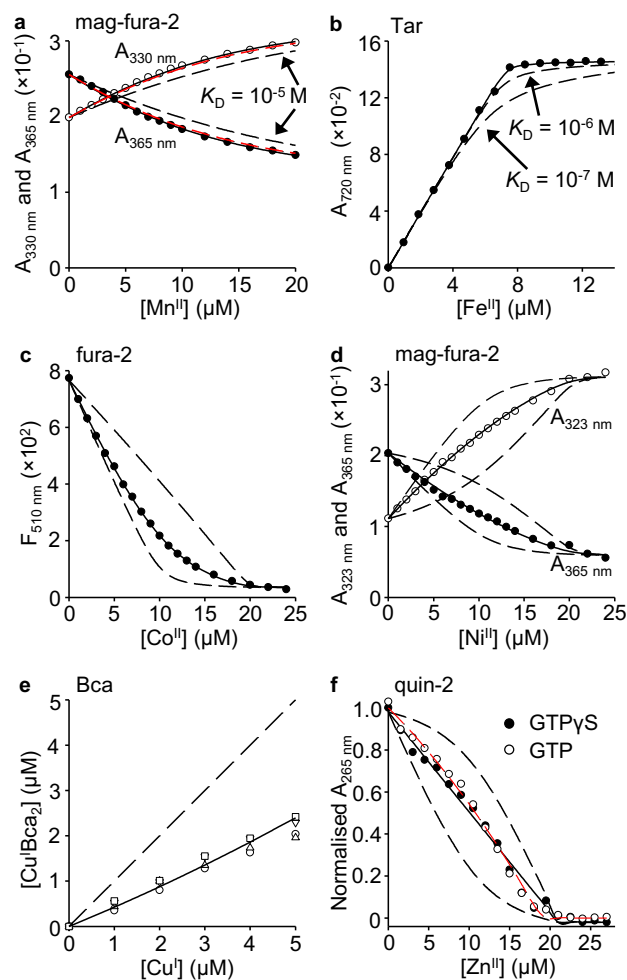 a mag-fura-2
A330 nm and A365 nm (×10-1)
3
2
1
0
A330 nm
KD = 10-5 M
A365 nm
0 5 10 15 20
[MnII] (µM)
b Tar
A720 nm (×10-2)
16
12
8
4
0
KD = 10-6 M
KD = 10-7 M
0 4 8 12
[FeII] (µM)
c fura-2
F510 nm (×102)
8
6
4
2
0
0 5 10 15 20 25
[CoII] (µM)
d mag-fura-2
A323 nm and A365 nm (×10-1)
3
2
1
0
A323 nm
A365 nm
0 5 10 15 20 25
[NiII] (µM)
e Bca
[CuIBca2] (µM)
5
4
3
2
1
0
0 1 2 3 4 5
[CuI] (µM)
f quin-2
Normalised A265 nm
1.0
0.8
0.6
0.4
0.2
0
GTPγS
GTP
0 5 10 15 20 25
[ZnII] (µM)